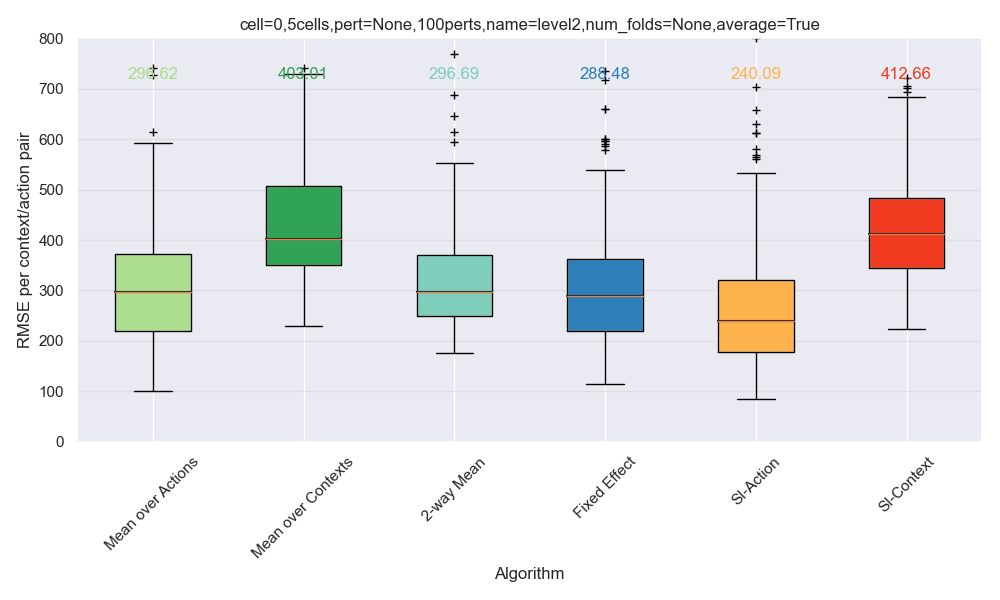 cell=0,5cells,pert=None,100perts,name=level2,num_folds=None,average=True
RMSE per context/action pair
800
700
600
500
400
300
200
100
0
296.62 403.01 296.69 288.48 240.09 412.66
Mean over Actions
Mean over Contexts
2-way Mean
Fixed Effect
SI-Action
SI-Context
Algorithm